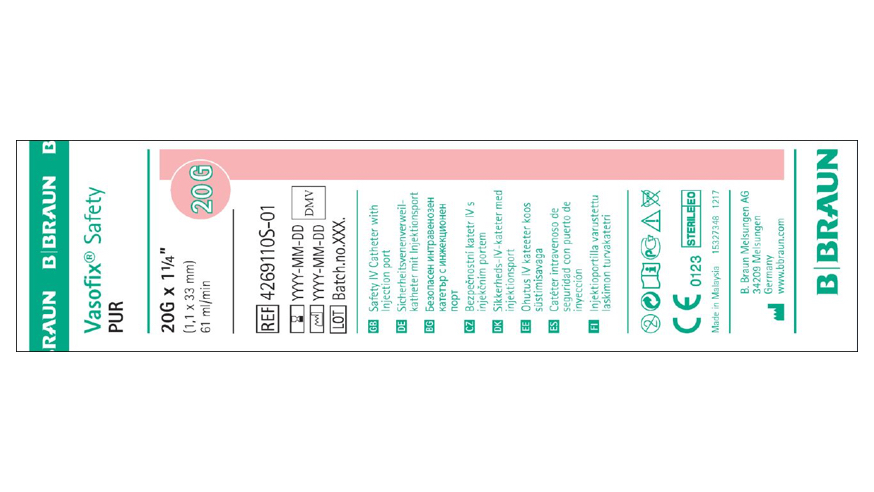 RAUN B|BRAUN B
Vasofix® Safety
PUR
20G x 1¼"
(1,1 x 33 mm)
61 ml/min
20G
REF 4269110S-01
YYYY-MM-DD
YYYY-MM-DD
DMV
LOT Batch.no.XXX.
GB Safety IV Catheter with
Injection port
DE Sicherheitsvenenverweil-
katheter mit Injektionsport
BG Безопасен интравенозен
катетър с инжекционен
порт
CZ Bezpečnostní katetr IV s
injekčním portem
DK Sikkerheds-IV-kateter med
injektionsport
EE Ohutus IV kateeter koos
süstimisavaga
ES Catéter intravenoso de
seguridad con puerto de
inyección
FI Injektioportilla varustettu
laskimon turvakatetri
CE 0123 STERILE EO
Made in Malaysia 15327348 1217
B. Braun Melsungen AG
34209 Melsungen
Germany
www.bbraun.com
B|BRAUN